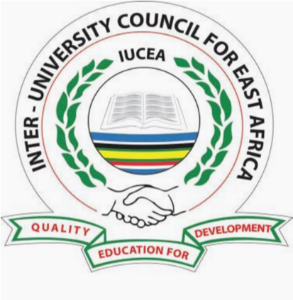 INTER - UNIVERSITY COUNCIL FOR EAST AFRICA
IUCEA
QUALITY
EDUCATION FOR
DEVELOPMENT